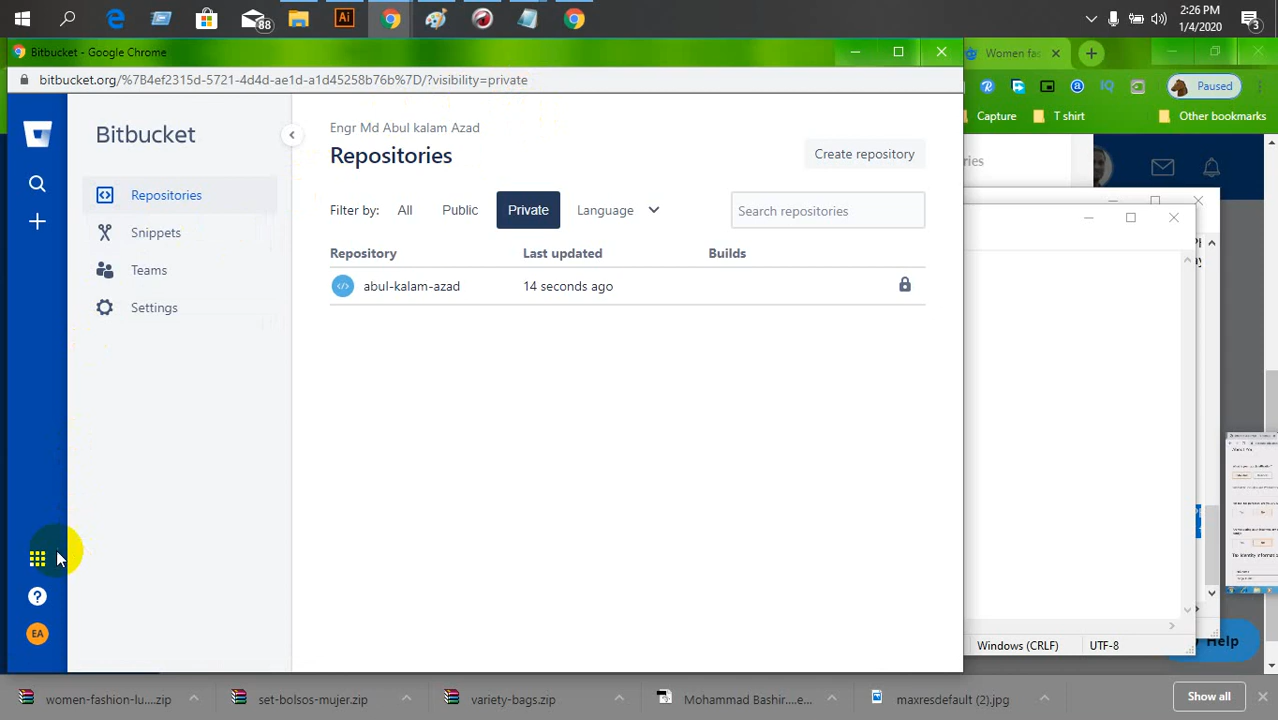 88
2:26 PM
1/4/2020
3
Bitbucket - Google Chrome
Women fas
bitbucket.org/%7B4ef2315d-5721-4d4d-ae1d-a1d45258b76b%7D/?visibility=private
Paused
Capture
T shirt
Other bookmarks
Bitbucket
Engr Md Abul kalam Azad
Repositories
Create repository
Repositories
Snippets
Teams
Settings
Filter by:
All
Public
Private
Language
Search repositories
Repository
Last updated
Builds
abul-kalam-azad
14 seconds ago
EA
Windows (CRLF)
UTF-8
Help
women-fashion-lu....zip
set-bolsos-mujer.zip
variety-bags.zip
Mohammad Bashir....e...
maxresdefault (2).jpg
Show all